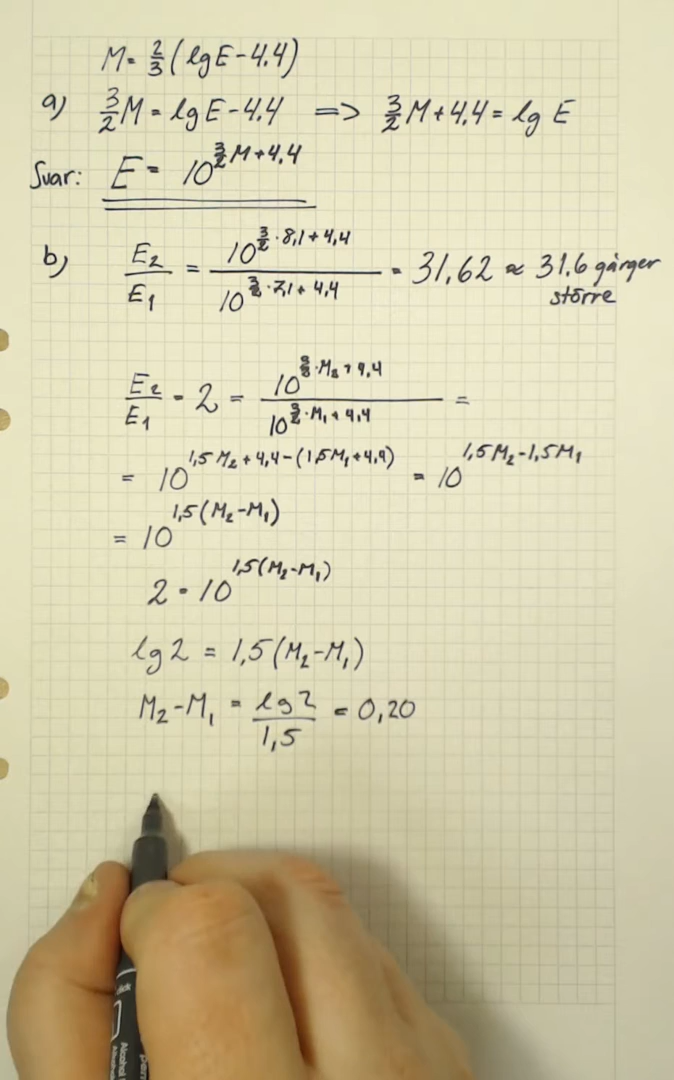 M = 2/3 (lg E - 4.4)
a) 3/2 M = lg E - 4.4 => 3/2 M + 4.4 = lg E
Svar: E = 10^(3/2 M + 4.4)
b) E₂/E₁ = 10^(3/2 · 8,1 + 4,4) / 10^(3/2 · 7,1 + 4,4) = 31,62 ≈ 31,6 gånger
större
E₂/E₁ = 2 = 10^(3/2 · M₂ + 4,4) / 10^(3/2 · M₁ + 4,4) =
= 10^(1,5 M₂ + 4,4 - (1,5 M₁ + 4,4)) = 10^(1,5 M₂ - 1,5 M₁)
= 10^(1,5 (M₂ - M₁))
2 = 10^(1,5 (M₂ - M₁))
lg 2 = 1,5 (M₂ - M₁)
M₂ - M₁ = lg 2 / 1,5 = 0,20